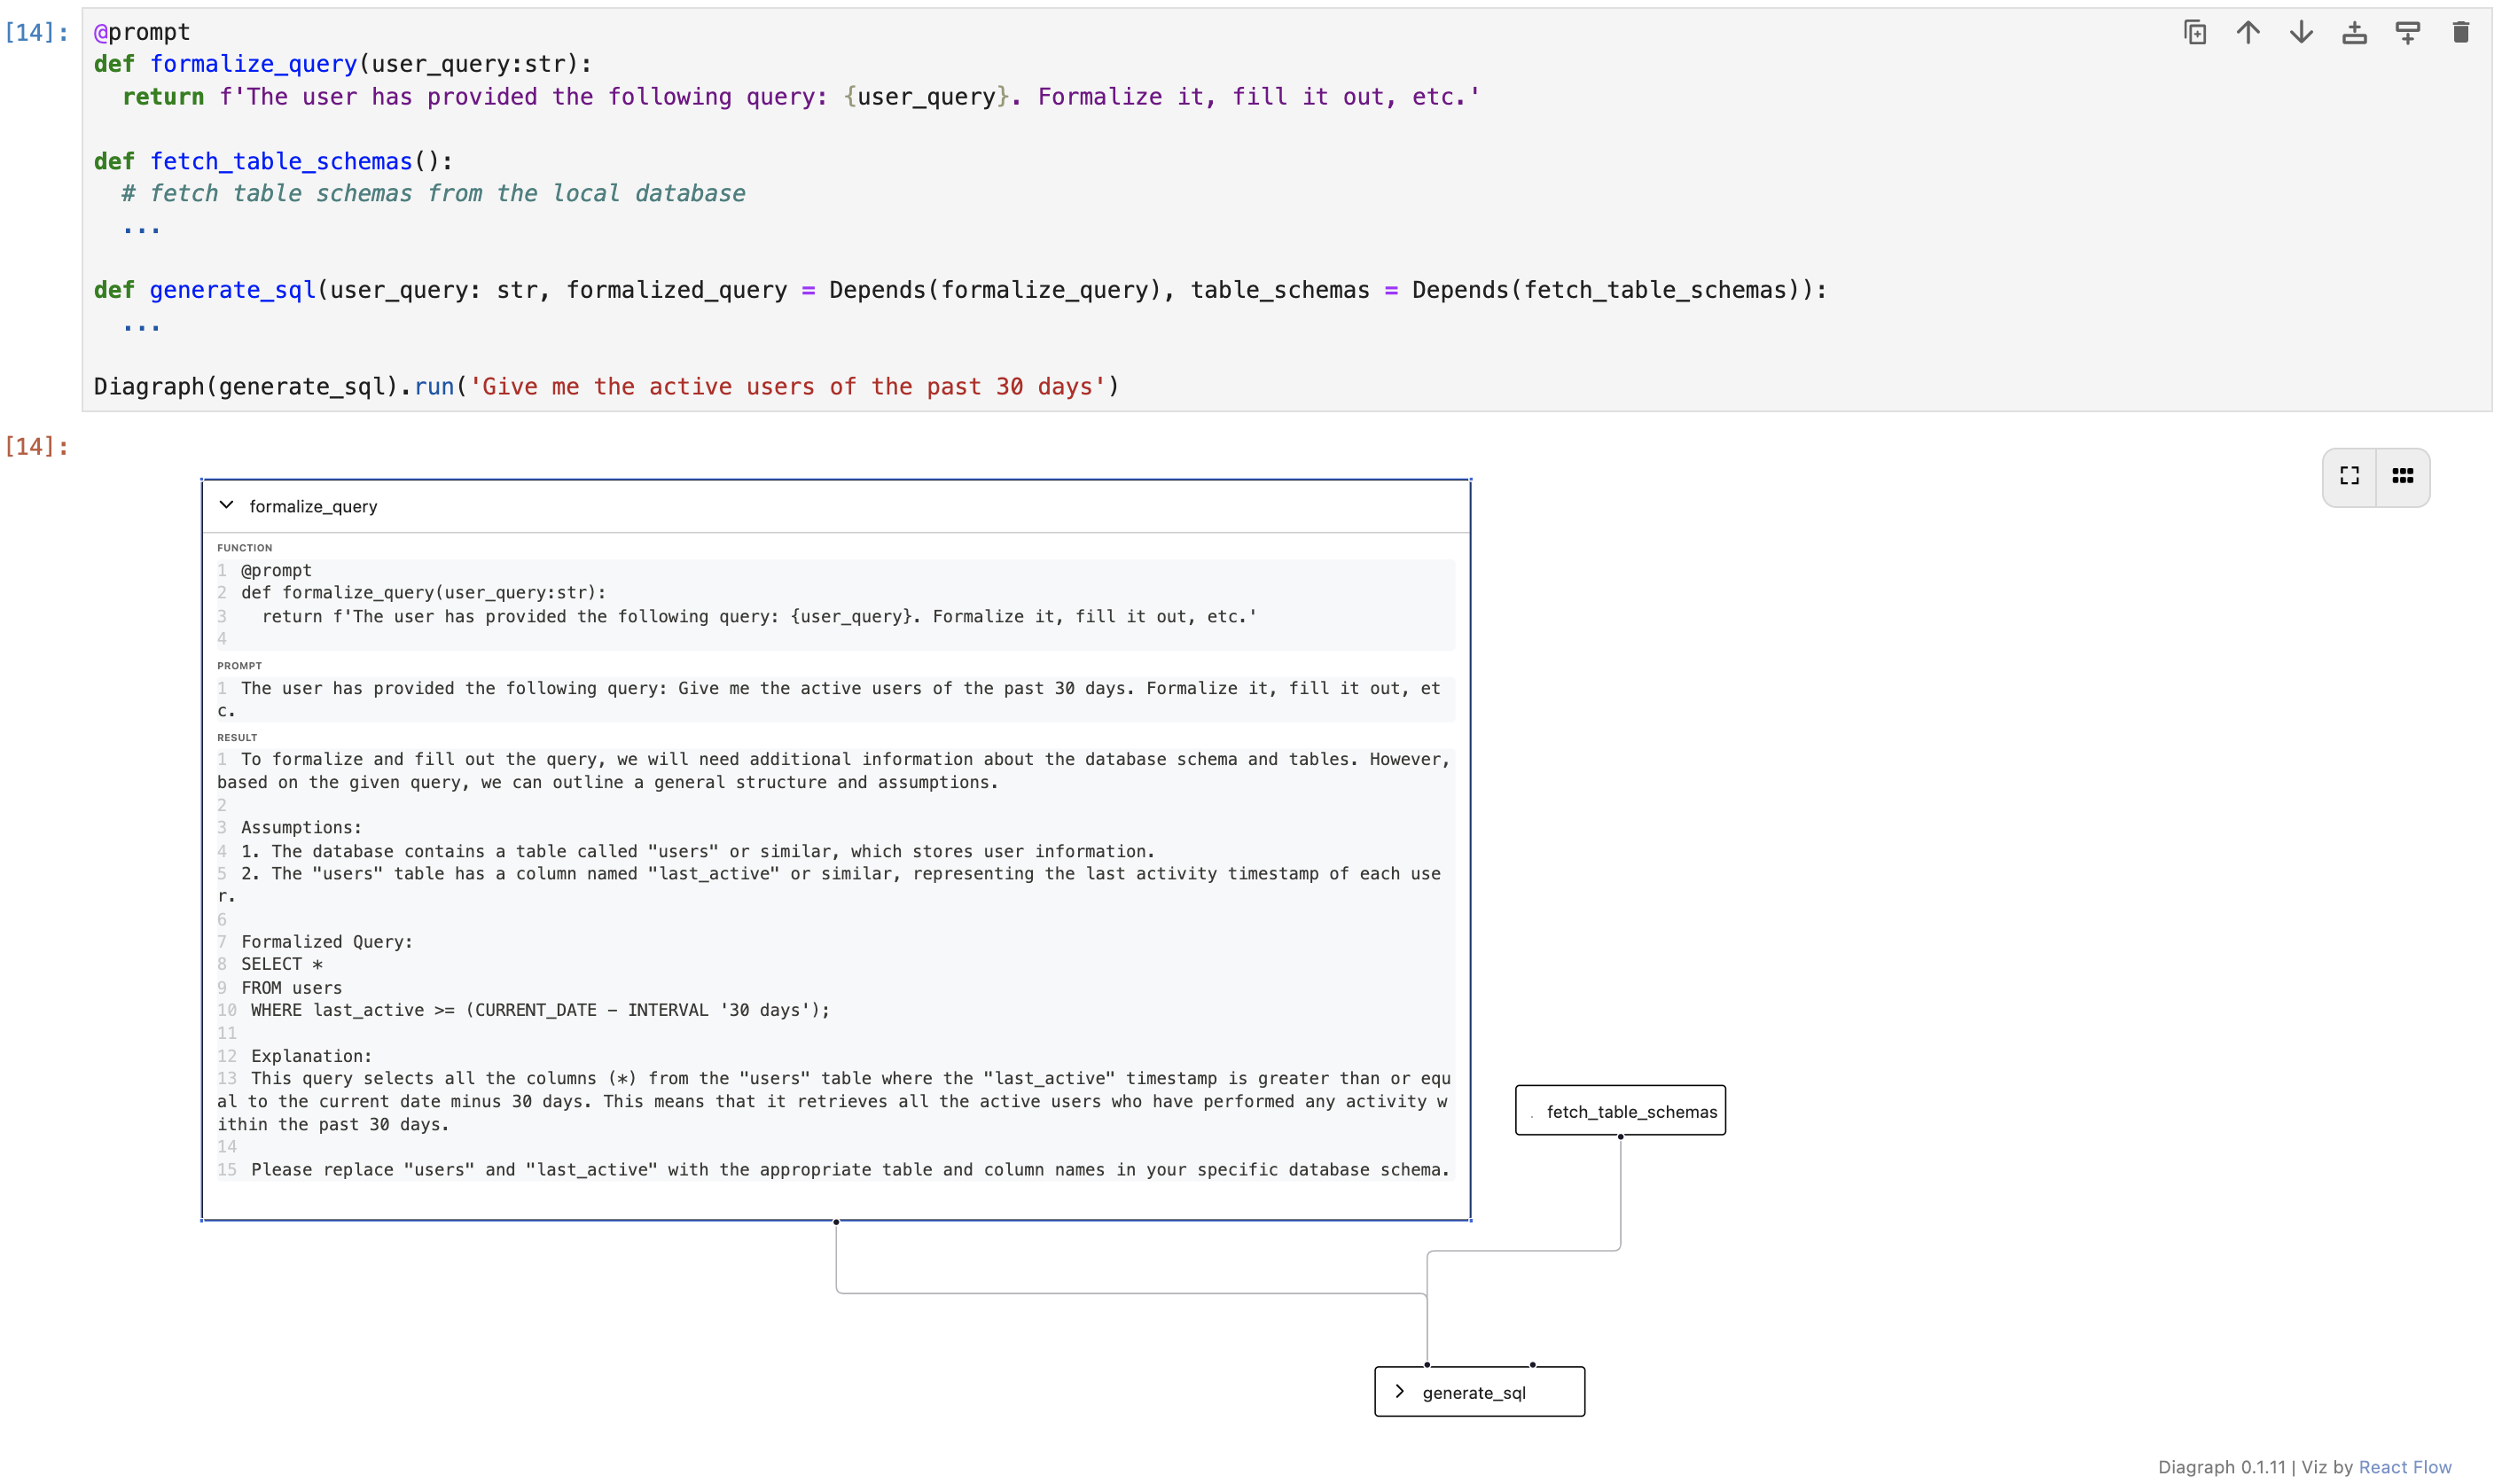 [14]:
@prompt
def formalize_query(user_query:str):
  return f'The user has provided the following query: {user_query}. Formalize it, fill it out, etc.'

def fetch_table_schemas():
  # fetch table schemas from the local database
  ...

def generate_sql(user_query: str, formalized_query = Depends(formalize_query), table_schemas = Depends(fetch_table_schemas)):
  ...

Diagraph(generate_sql).run('Give me the active users of the past 30 days')
[14]:
formalize_query
FUNCTION
1 @prompt
2 def formalize_query(user_query:str):
3   return f'The user has provided the following query: {user_query}. Formalize it, fill it out, etc.'
4
PROMPT
1 The user has provided the following query: Give me the active users of the past 30 days. Formalize it, fill it out, et
c.
RESULT
1 To formalize and fill out the query, we will need additional information about the database schema and tables. However,
based on the given query, we can outline a general structure and assumptions.
2
3 Assumptions:
4 1. The database contains a table called "users" or similar, which stores user information.
5 2. The "users" table has a column named "last_active" or similar, representing the last activity timestamp of each use
r.
6
7 Formalized Query:
8 SELECT *
9 FROM users
10 WHERE last_active >= (CURRENT_DATE - INTERVAL '30 days');
11
12 Explanation:
13 This query selects all the columns (*) from the "users" table where the "last_active" timestamp is greater than or equ
al to the current date minus 30 days. This means that it retrieves all the active users who have performed any activity w
ithin the past 30 days.
14
15 Please replace "users" and "last_active" with the appropriate table and column names in your specific database schema.
fetch_table_schemas
generate_sql
Diagraph 0.1.11 | Viz by React Flow